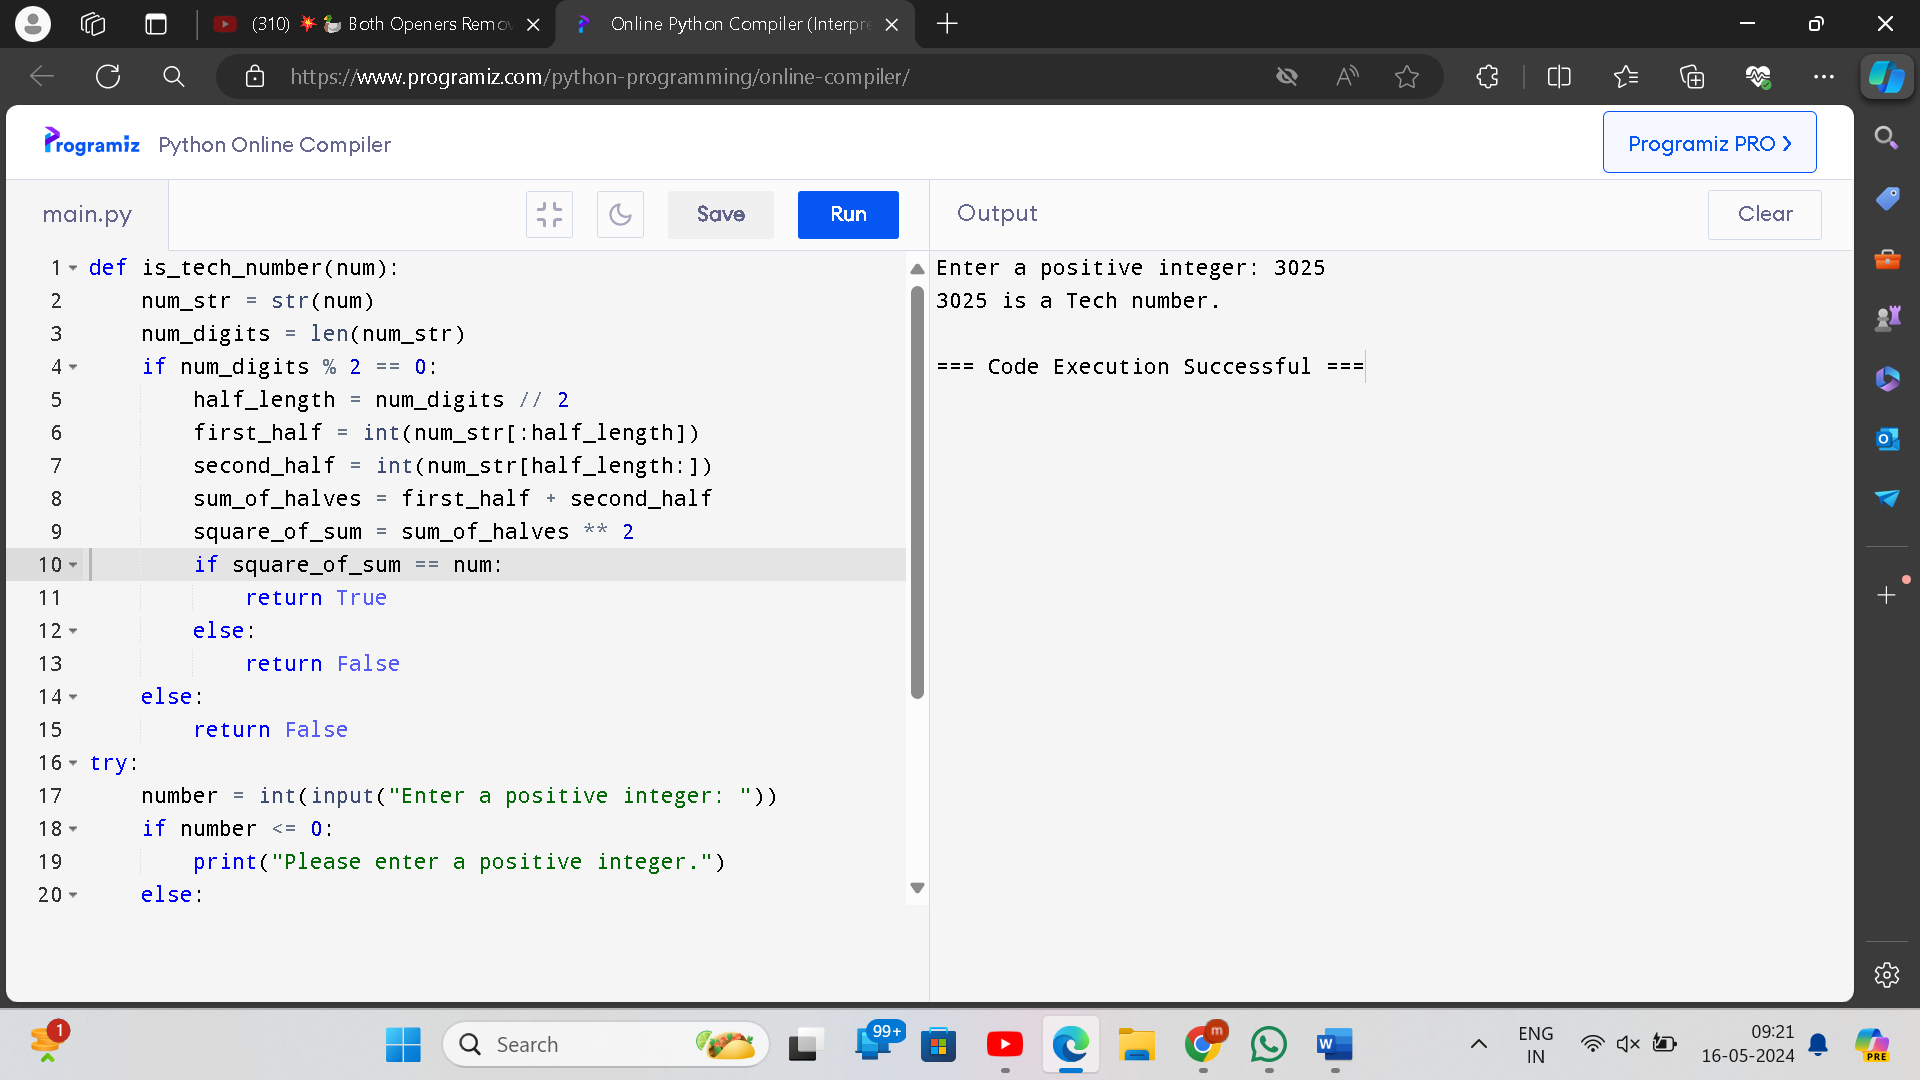 (310) 💥🦆 Both Openers Remov
Online Python Compiler (Interpre
https://www.programiz.com/python-programming/online-compiler/
Programiz Python Online Compiler
Programiz PRO ❯
main.py
Save
Run
Output
Clear
1 def is_tech_number(num):
2     num_str = str(num)
3     num_digits = len(num_str)
4     if num_digits % 2 == 0:
5         half_length = num_digits // 2
6         first_half = int(num_str[:half_length])
7         second_half = int(num_str[half_length:])
8         sum_of_halves = first_half + second_half
9         square_of_sum = sum_of_halves ** 2
10         if square_of_sum == num:
11             return True
12         else:
13             return False
14     else:
15         return False
16 try:
17     number = int(input("Enter a positive integer: "))
18     if number <= 0:
19         print("Please enter a positive integer.")
20     else:
Enter a positive integer: 3025
3025 is a Tech number.
=== Code Execution Successful ===
1
Search
99+
m
ENG
IN
09:21
16-05-2024
PRE